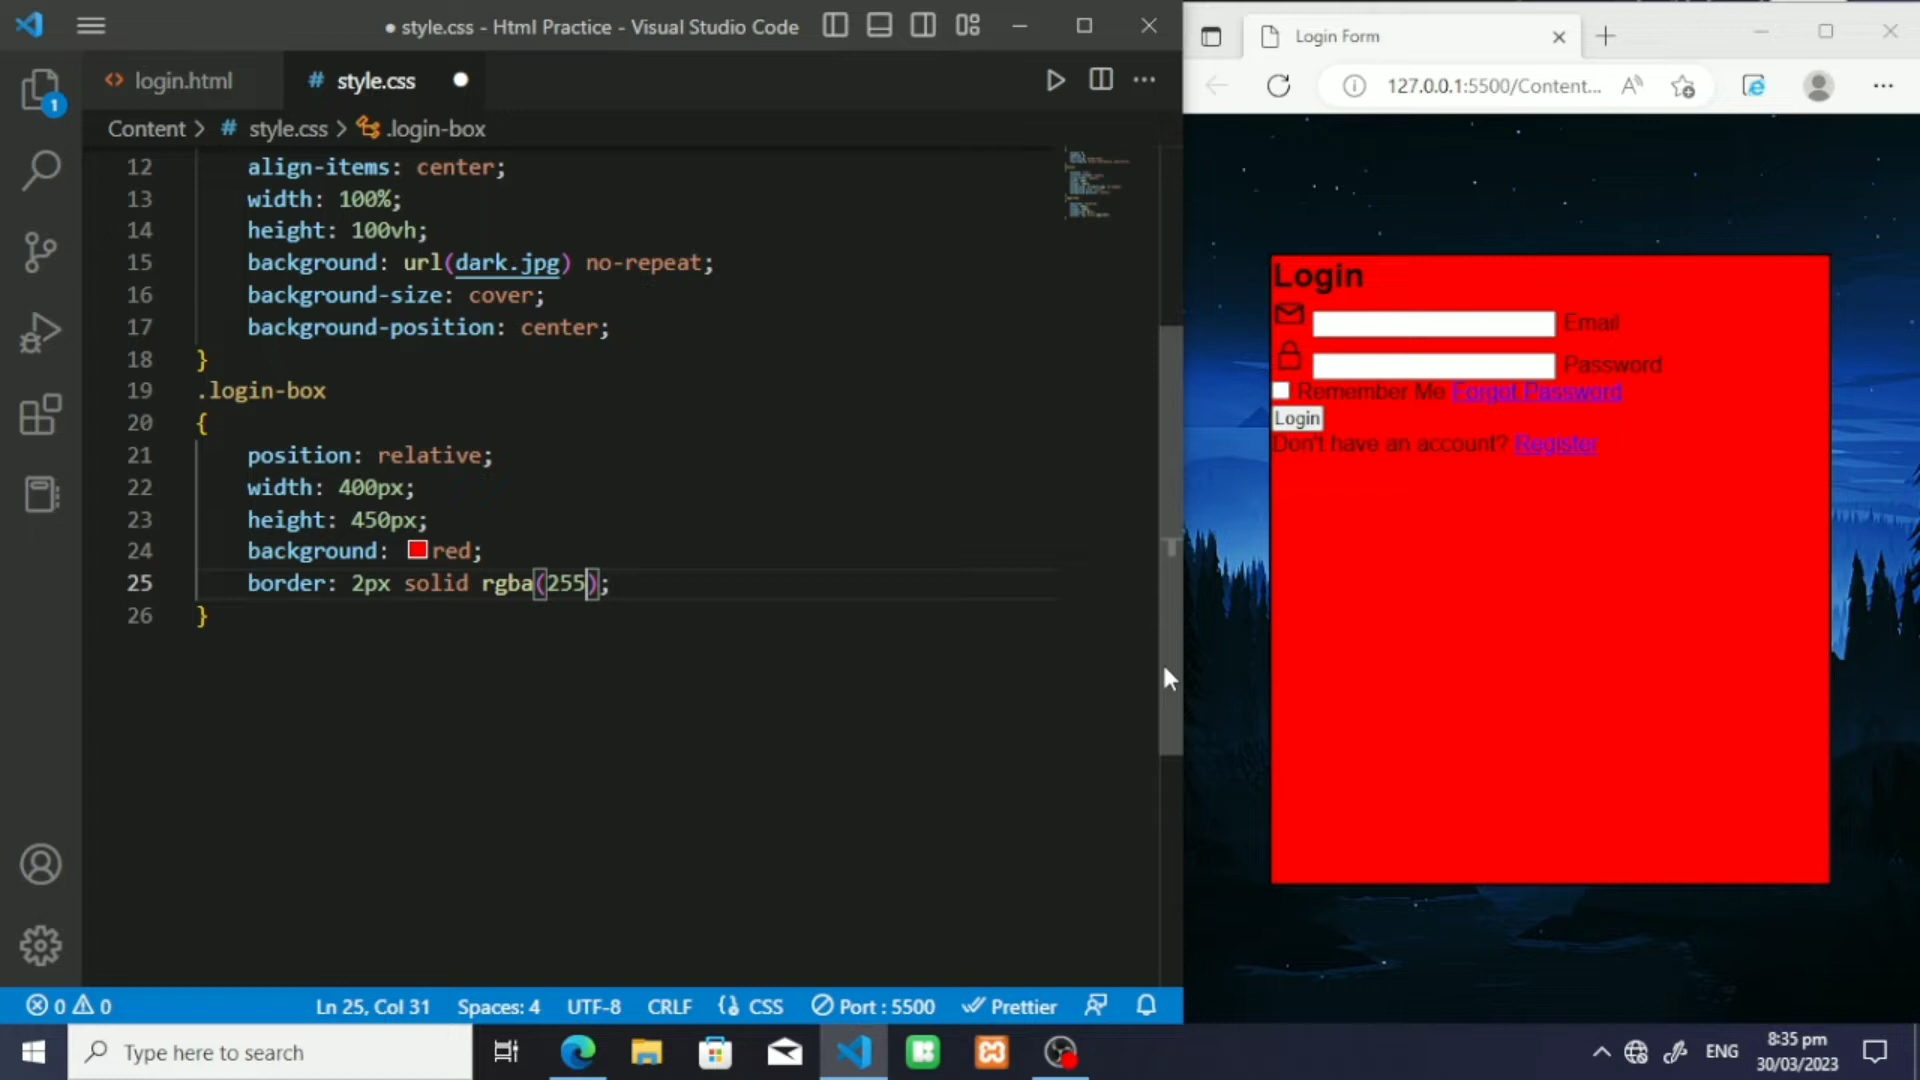 ● style.css - Html Practice - Visual Studio Code
1
<> login.html
# style.css ●
Content > # style.css > .login-box
12 align-items: center;
13 width: 100%;
14 height: 100vh;
15 background: url(dark.jpg) no-repeat;
16 background-size: cover;
17 background-position: center;
18 }
19 .login-box
20 {
21 position: relative;
22 width: 400px;
23 height: 450px;
24 background: red;
25 border: 2px solid rgba(255);
26 }
0 0 Ln 25, Col 31 Spaces: 4 UTF-8 CRLF CSS Port : 5500 Prettier
Login Form
127.0.0.1:5500/Content...
Login
Email
Password
Remember Me Forgot Password
Login
Don't have an account? Register
Type here to search
ENG
8:35 pm
30/03/2023